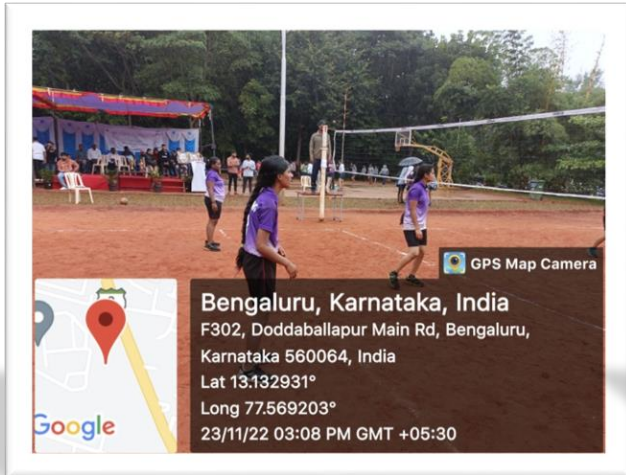 GPS Map Camera
Bengaluru, Karnataka, India
F302, Doddaballapur Main Rd, Bengaluru,
Karnataka 560064, India
Lat 13.132931°
Long 77.569203°
23/11/22 03:08 PM GMT +05:30
Google